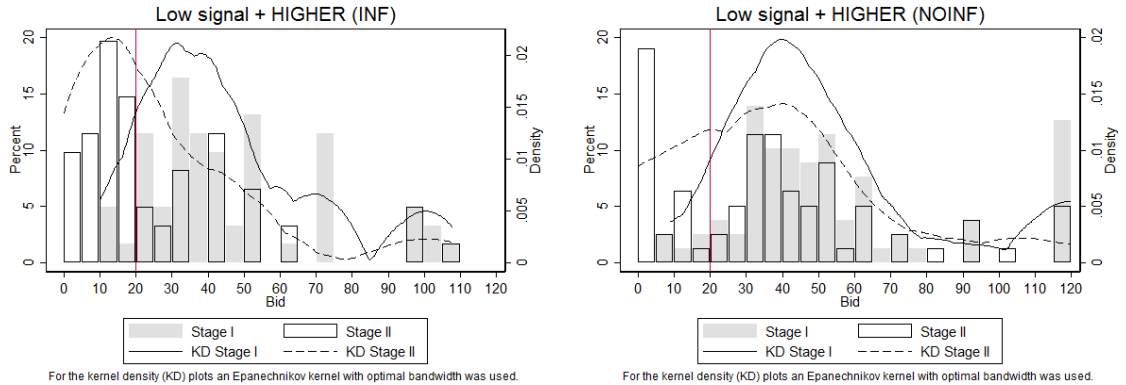 Low signal + HIGHER (INF)
Percent
20
15
10
5
0
Density
.02
.015
.01
.005
0
0 10 20 30 40 50 60 70 80 90 100 110 120
Bid
Stage I Stage II
KD Stage I KD Stage II
For the kernel density (KD) plots an Epanechnikov kernel with optimal bandwidth was used.
Low signal + HIGHER (NOINF)
Percent
20
15
10
5
0
Density
.02
.015
.01
.005
0
0 10 20 30 40 50 60 70 80 90 100 110 120
Bid
Stage I Stage II
KD Stage I KD Stage II
For the kernel density (KD) plots an Epanechnikov kernel with optimal bandwidth was used.